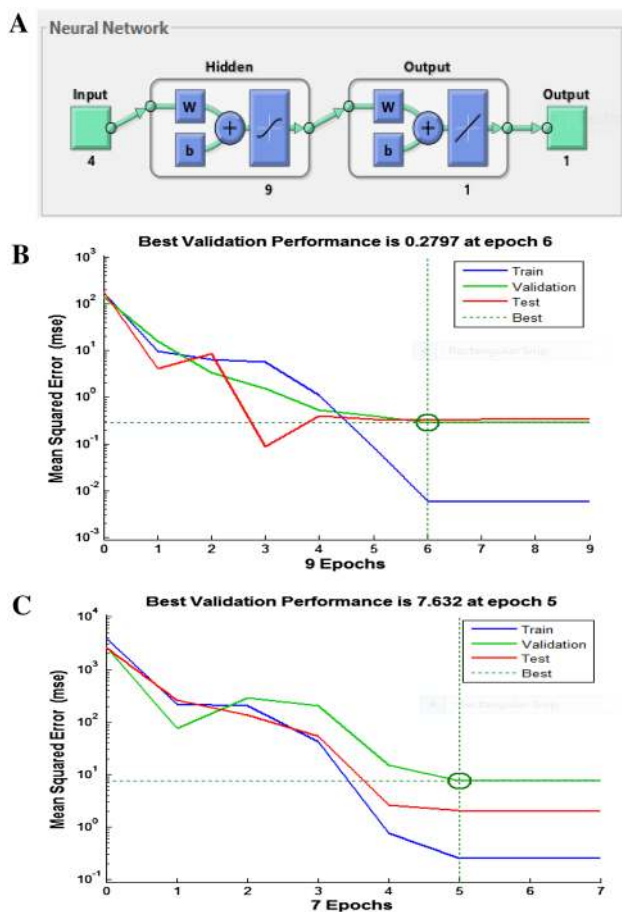 A
Neural Network
Hidden
Output
Input
Output
W
b
+
W
b
+
4
9
1
1
B
Best Validation Performance is 0.2797 at epoch 6
Mean Squared Error (mse)
10^3
10^2
10^1
10^0
10^-1
10^-2
10^-3
Train
Validation
Test
Best
0 1 2 3 4 5 6 7 8 9
9 Epochs
C
Best Validation Performance is 7.632 at epoch 5
Mean Squared Error (mse)
10^4
10^3
10^2
10^1
10^0
10^-1
Train
Validation
Test
Best
0 1 2 3 4 5 6 7
7 Epochs